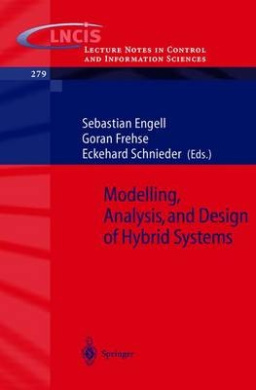 LNCIS
LECTURE NOTES IN CONTROL
AND INFORMATION SCIENCES
279
Sebastian Engell
Goran Frehse
Eckehard Schnieder (Eds.)
Modelling,
Analysis, and Design
of Hybrid Systems
Springer